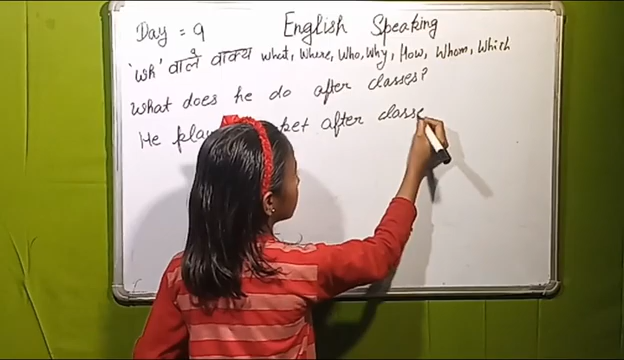 Day = 9 English Speaking
'wh' वाले वाक्य what, where, who, why, How, whom, which
what does he do after classes?
He after classe